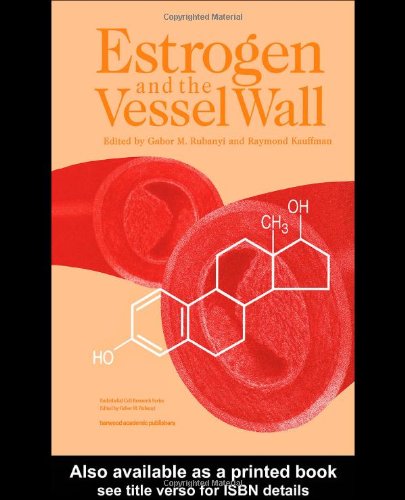 Copyrighted Material
Estrogen
and the
Vessel Wall
Edited by Gabor M. Rubanyi and Raymond Kauffman
OH
CH3
HO
Endothelial Cell Research Series
Edited by Gabor M. Rubanyi
harwood academic publishers
Copyrighted Material
Also available as a printed book
see title verso for ISBN details